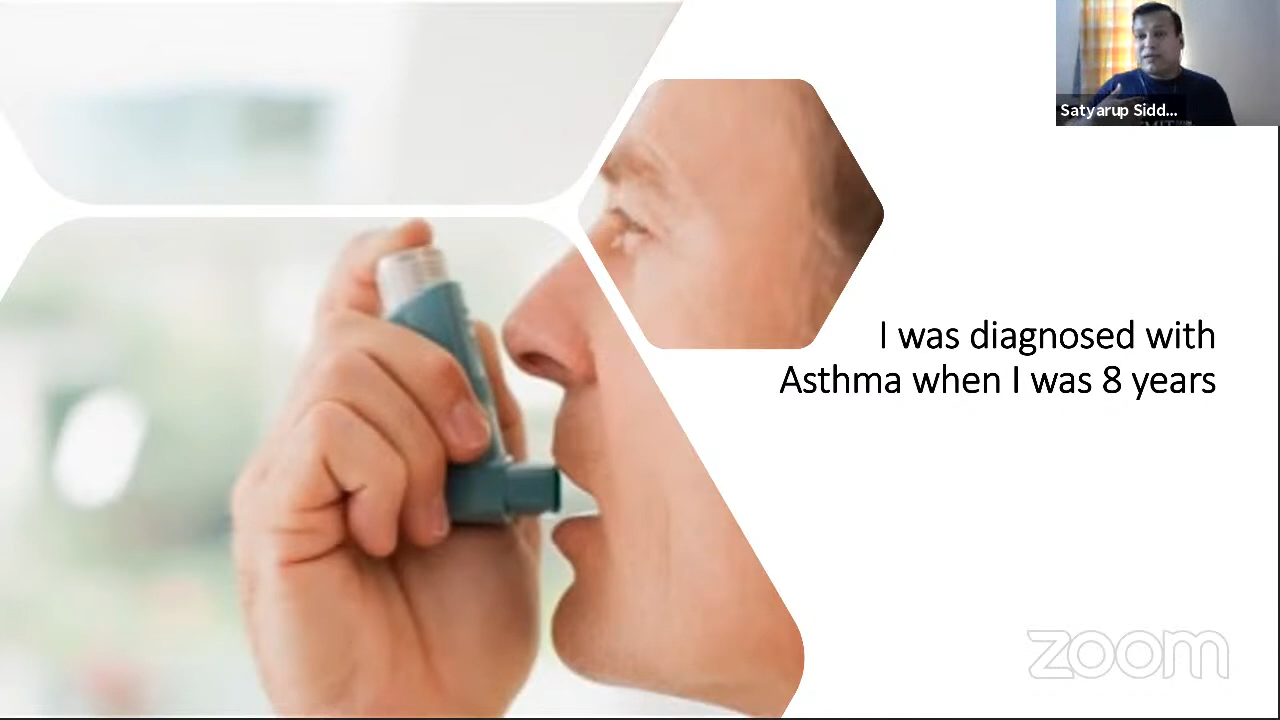 Satyarup Sidd...
I was diagnosed with
Asthma when I was 8 years
zoom